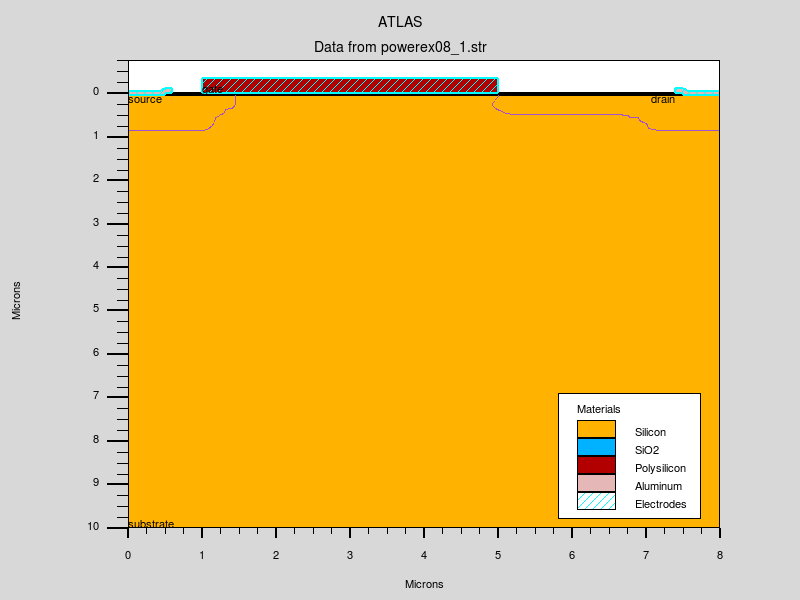 ATLAS
Data from powerex08_1.str
0
source
gate
drain
1
2
3
4
5
6
7
8
9
10
substrate
Microns
Materials
Silicon
SiO2
Polysilicon
Aluminum
Electrodes
0 1 2 3 4 5 6 7 8
Microns